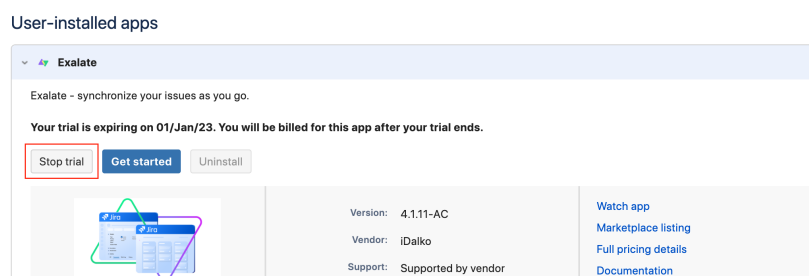 User-installed apps
Exalate
Exalate - synchronize your issues as you go.
Your trial is expiring on 01/Jan/23. You will be billed for this app after your trial ends.
Stop trial Get started Uninstall
Jira
Jira
Version: 4.1.11-AC
Vendor: iDalko
Support: Supported by vendor
Watch app
Marketplace listing
Full pricing details
Documentation